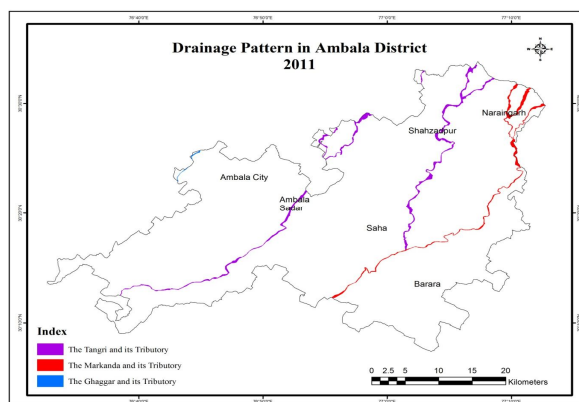 Drainage Pattern in Ambala District
2011
Naraingarh
Shahzadpur
Ambala City
Ambala
Sadar
Saha
Barara
Index
The Tangri and its Tributory
The Markanda and its Tributory
The Ghaggar and its Tributory
0 2.5 5 10 15 20
Kilometers